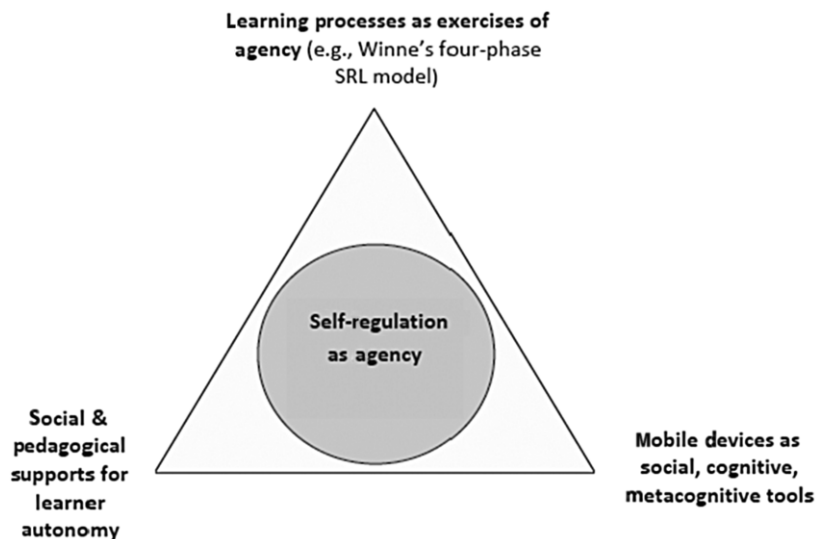 Learning processes as exercises of
agency (e.g., Winne's four-phase
SRL model)
Self-regulation
as agency
Social &
pedagogical
supports for
learner
autonomy
Mobile devices as
social, cognitive,
metacognitive tools